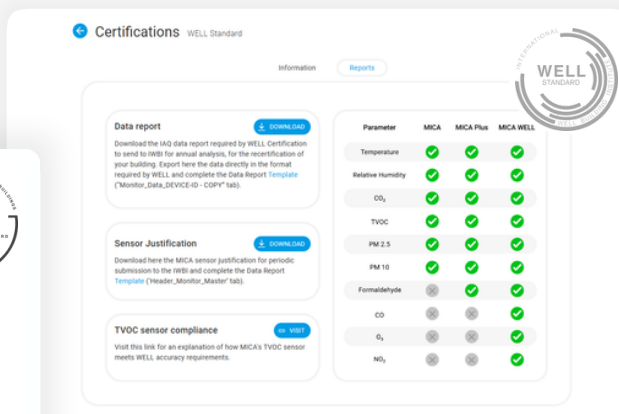 Certifications WELL Standard
Information Reports
INTERNATIONAL
WELL
STANDARD
Data report DOWNLOAD
Download the IAQ data report required by WELL Certification
to send to IWBI for annual analysis, for the recertification of
your building. Export here the data directly in the format
required by WELL and complete the Data Report Template
("Monitor_Data_DEVICE-ID - COPY" tab).
Sensor Justification DOWNLOAD
Download here the MICA sensor justification for periodic
submission to the IWBI and complete the Data Report
Template ('Header_Monitor_Master' tab).
TVOC sensor compliance VISIT
Visit this link for an explanation of how MICA's TVOC sensor
meets WELL accuracy requirements.
Parameter MICA MICA Plus MICA WELL
Temperature
Relative Humidity
CO₂
TVOC
PM 2.5
PM 10
Formaldehyde
CO
O₃
NO₂